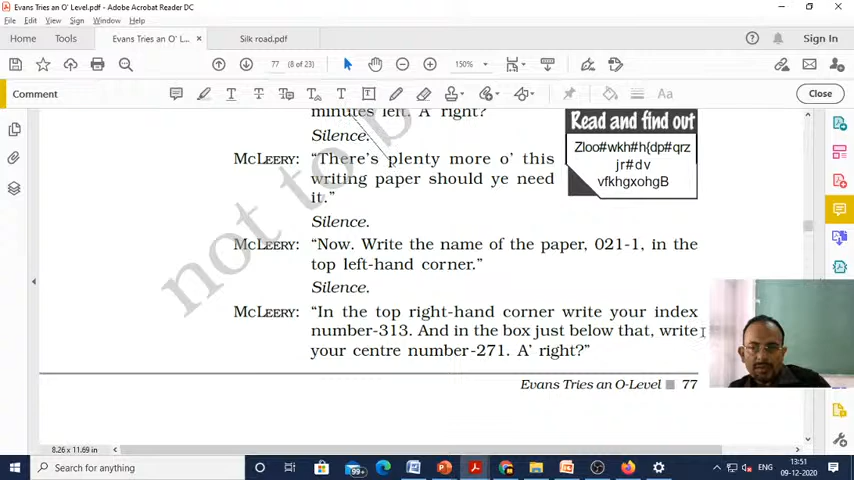 Evans Tries an O' Level.pdf - Adobe Acrobat Reader DC
File Edit View Sign Window Help
Home Tools Evans Tries an O' L... × Silk road.pdf Sign In
77 (8 of 23) 150%
Comment Close
minutes left. A' right?"
Silence.
MCLEERY: "There's plenty more o' this
writing paper should ye need
it."
Silence.
MCLEERY: "Now. Write the name of the paper, 021-1, in the
top left-hand corner."
Silence.
MCLEERY: "In the top right-hand corner write your index
number-313. And in the box just below that, write
your centre number-271. A' right?"
Read and find out
Zloo#wkh#h{dp#qrz
jr#dv
vfkhgxohgB
not to b
Evans Tries an O-Level 77
8.26 x 11.69 in
Search for anything
99+
ENG
13:51
09-12-2020